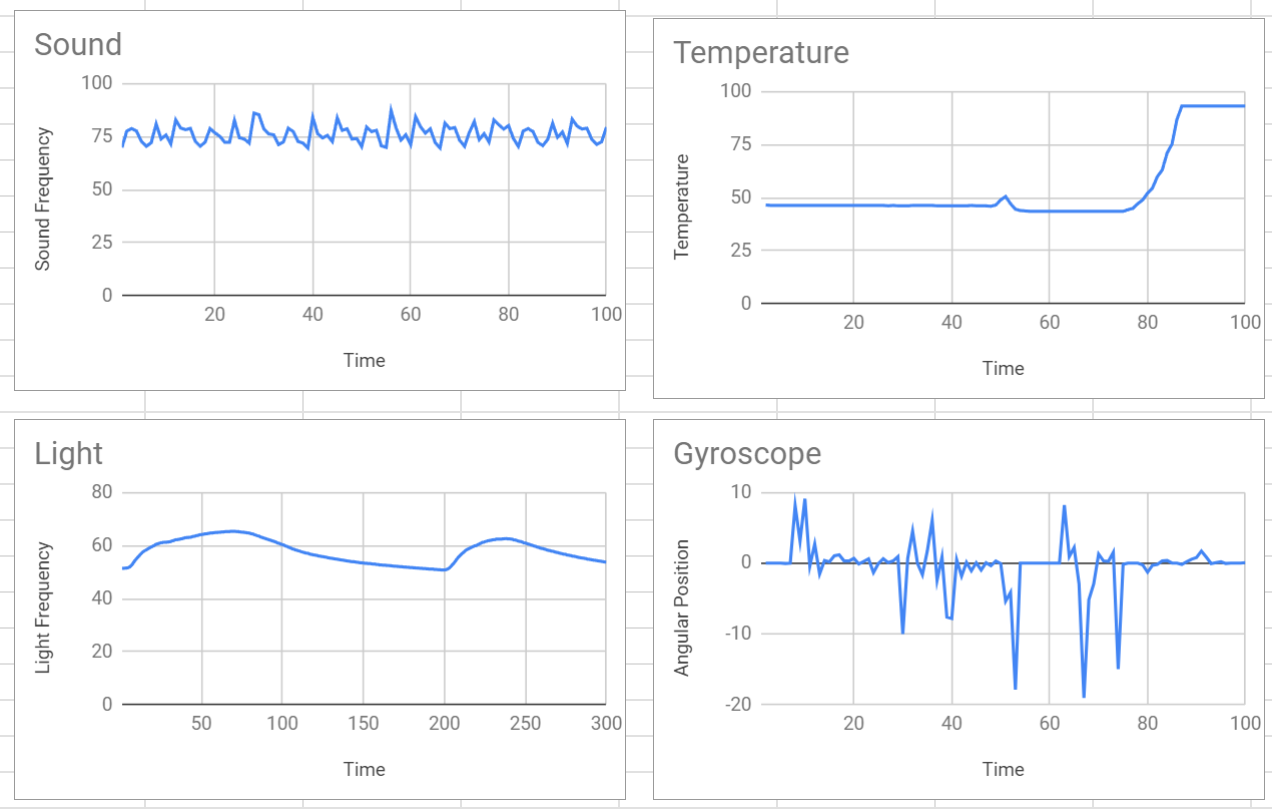 Sound
100
75
50
25
0
Sound Frequency
20 40 60 80 100
Time
Temperature
100
75
50
25
0
Temperature
20 40 60 80 100
Time
Light
80
60
40
20
0
Light Frequency
50 100 150 200 250 300
Time
Gyroscope
10
0
-10
-20
Angular Position
20 40 60 80 100
Time